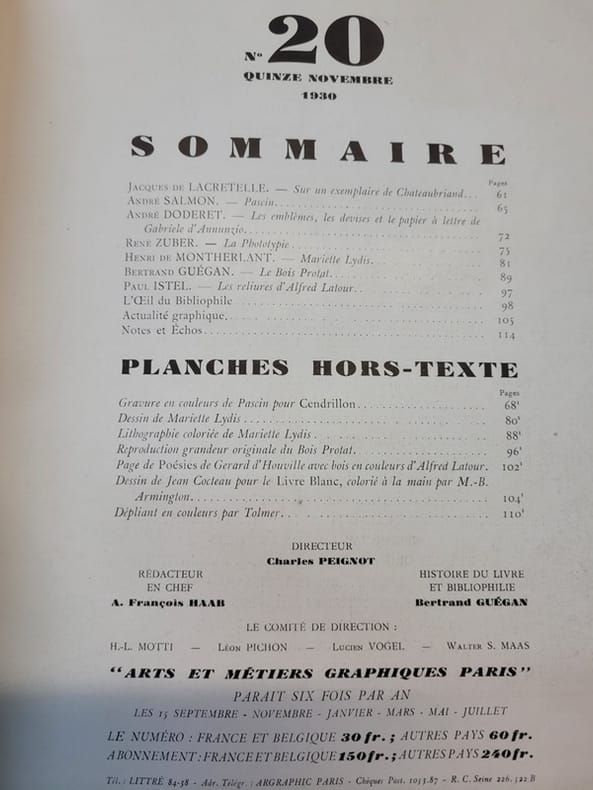 N° 20
QUINZE NOVEMBRE
1930
SOMMAIRE
Pages
JACQUES DE LACRETELLE. — Sur un exemplaire de Chateaubriand... 61
ANDRÉ SALMON. — Pascin.......... 65
ANDRÉ DODERET. — Les emblèmes, les devises et le papier à lettre de
Gabriele d'Annunzio.......... 72
RENÉ ZUBER. — La Phototypie.......... 75
HENRI DE MONTHERLANT. — Mariette Lydis.......... 81
BERTRAND GUÉGAN. — Le Bois Protat.......... 89
PAUL ISTEL. — Les reliures d'Alfred Latour.......... 97
L'Œil du Bibliophile.......... 98
Actualité graphique.......... 105
Notes et Échos.......... 114
PLANCHES HORS-TEXTE
Pages
Gravure en couleurs de Pascin pour Cendrillon.......... 68¹
Dessin de Mariette Lydis.......... 80¹
Lithographie coloriée de Mariette Lydis.......... 88¹
Reproduction grandeur originale du Bois Protat.......... 96¹
Page de Poésies de Gerard d'Houville avec bois en couleurs d'Alfred Latour. 102¹
Dessin de Jean Cocteau pour le Livre Blanc, colorié à la main par M.-B.
Armington.......... 104¹
Dépliant en couleurs par Tolmer.......... 110¹
DIRECTEUR
Charles PEIGNOT
RÉDACTEUR
EN CHEF
A. François HAAB
HISTOIRE DU LIVRE
ET BIBLIOPHILIE
Bertrand GUÉGAN
LE COMITÉ DE DIRECTION :
H.-L. MOTTI — LÉON PICHON — LUCIEN VOGEL — WALTER S. MAAS
"ARTS ET MÉTIERS GRAPHIQUES PARIS"
PARAIT SIX FOIS PAR AN
LES 15 SEPTEMBRE - NOVEMBRE - JANVIER - MARS - MAI - JUILLET
LE NUMÉRO : FRANCE ET BELGIQUE 30 fr. ; AUTRES PAYS 60 fr.
ABONNEMENT : FRANCE ET BELGIQUE 150 fr. ; AUTRES PAYS 240 fr.
Tél. : LITTRÉ 84-58 - Adr. Télégr. : ARGRAPHIC PARIS - Chèques Post. 1033.87 - R. C. Seine 226.522 B